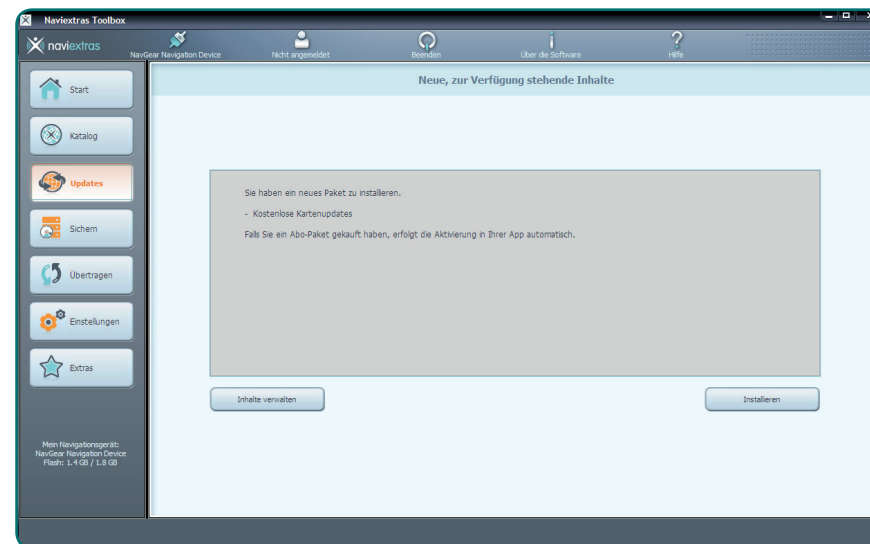 Naviextras Toolbox
naviextras
NavGear Navigation Device
Nicht angemeldet
Beenden
Über die Software
Hilfe
Start
Katalog
Updates
Sichern
Übertragen
Einstellungen
Extras
Mein Navigationsgerät:
NavGear Navigation Device
Flash: 1.4 GB / 1.8 GB
Neue, zur Verfügung stehende Inhalte
Sie haben ein neues Paket zu installieren.
- Kostenlose Kartenupdates
Falls Sie ein Abo-Paket gekauft haben, erfolgt die Aktivierung in Ihrer App automatisch.
Inhalte verwalten
Installieren